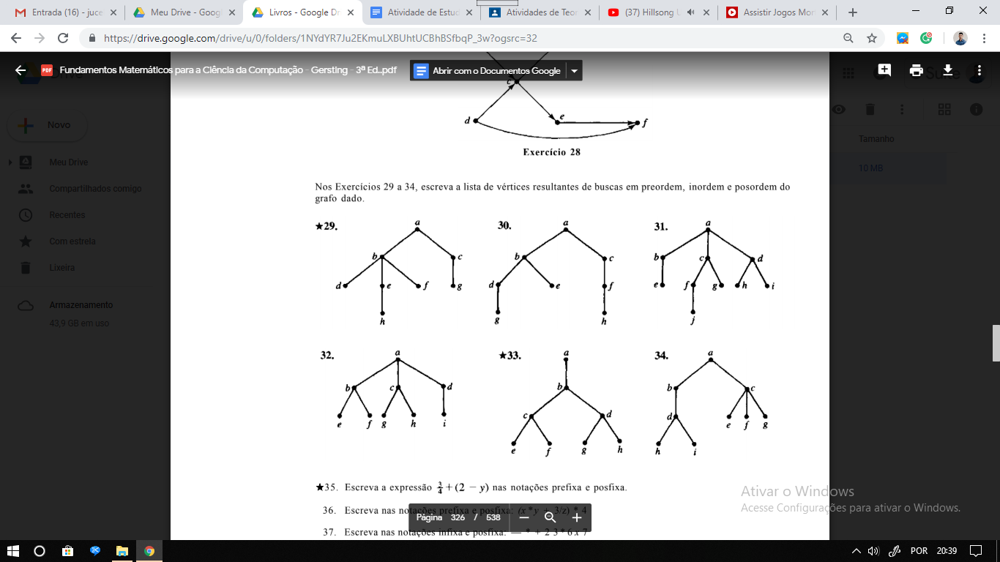 Entrada (16) - juce
Meu Drive - Googl
Livros - Google Dr
Atividade de Estud
Atividades de Teor
(37) Hillsong U
Assistir Jogos Mor
https://drive.google.com/drive/u/0/folders/1NYdYR7Ju2EKmuLXBUhtUCBhBSfbqP_3w?ogsrc=32
PDF Fundamentos Matemáticos para a Ciência da Computação - Gersting - 3ª Ed..pdf
Abrir com o Documentos Google
Novo
Meu Drive
Compartilhados comigo
Recentes
Com estrela
Lixeira
Armazenamento
43,9 GB em uso
Tamanho
10 MB
c
d e f
Exercício 28
Nos Exercícios 29 a 34, escreva a lista de vértices resultantes de buscas em preordem, inordem e posordem do
grafo dado.
★29. a
b c
d e f g
h
30. a
b c
d e f
g h
31. a
b c d
e f g h i
j
32. a
b c d
e f g h i
★33. a
b
c d
e f g h
34. a
b c
d e f g
h i
★35. Escreva a expressão 3/4 + (2 − y) nas notações prefixa e posfixa.
36. Escreva nas notações prefixa e posfixa: (x * y + 3/z) * 4
37. Escreva nas notações infixa e posfixa: — * + 2 3 * 6 x 7
Página 326 / 538
Ativar o Windows
Acesse Configurações para ativar o Windows.
POR 20:39